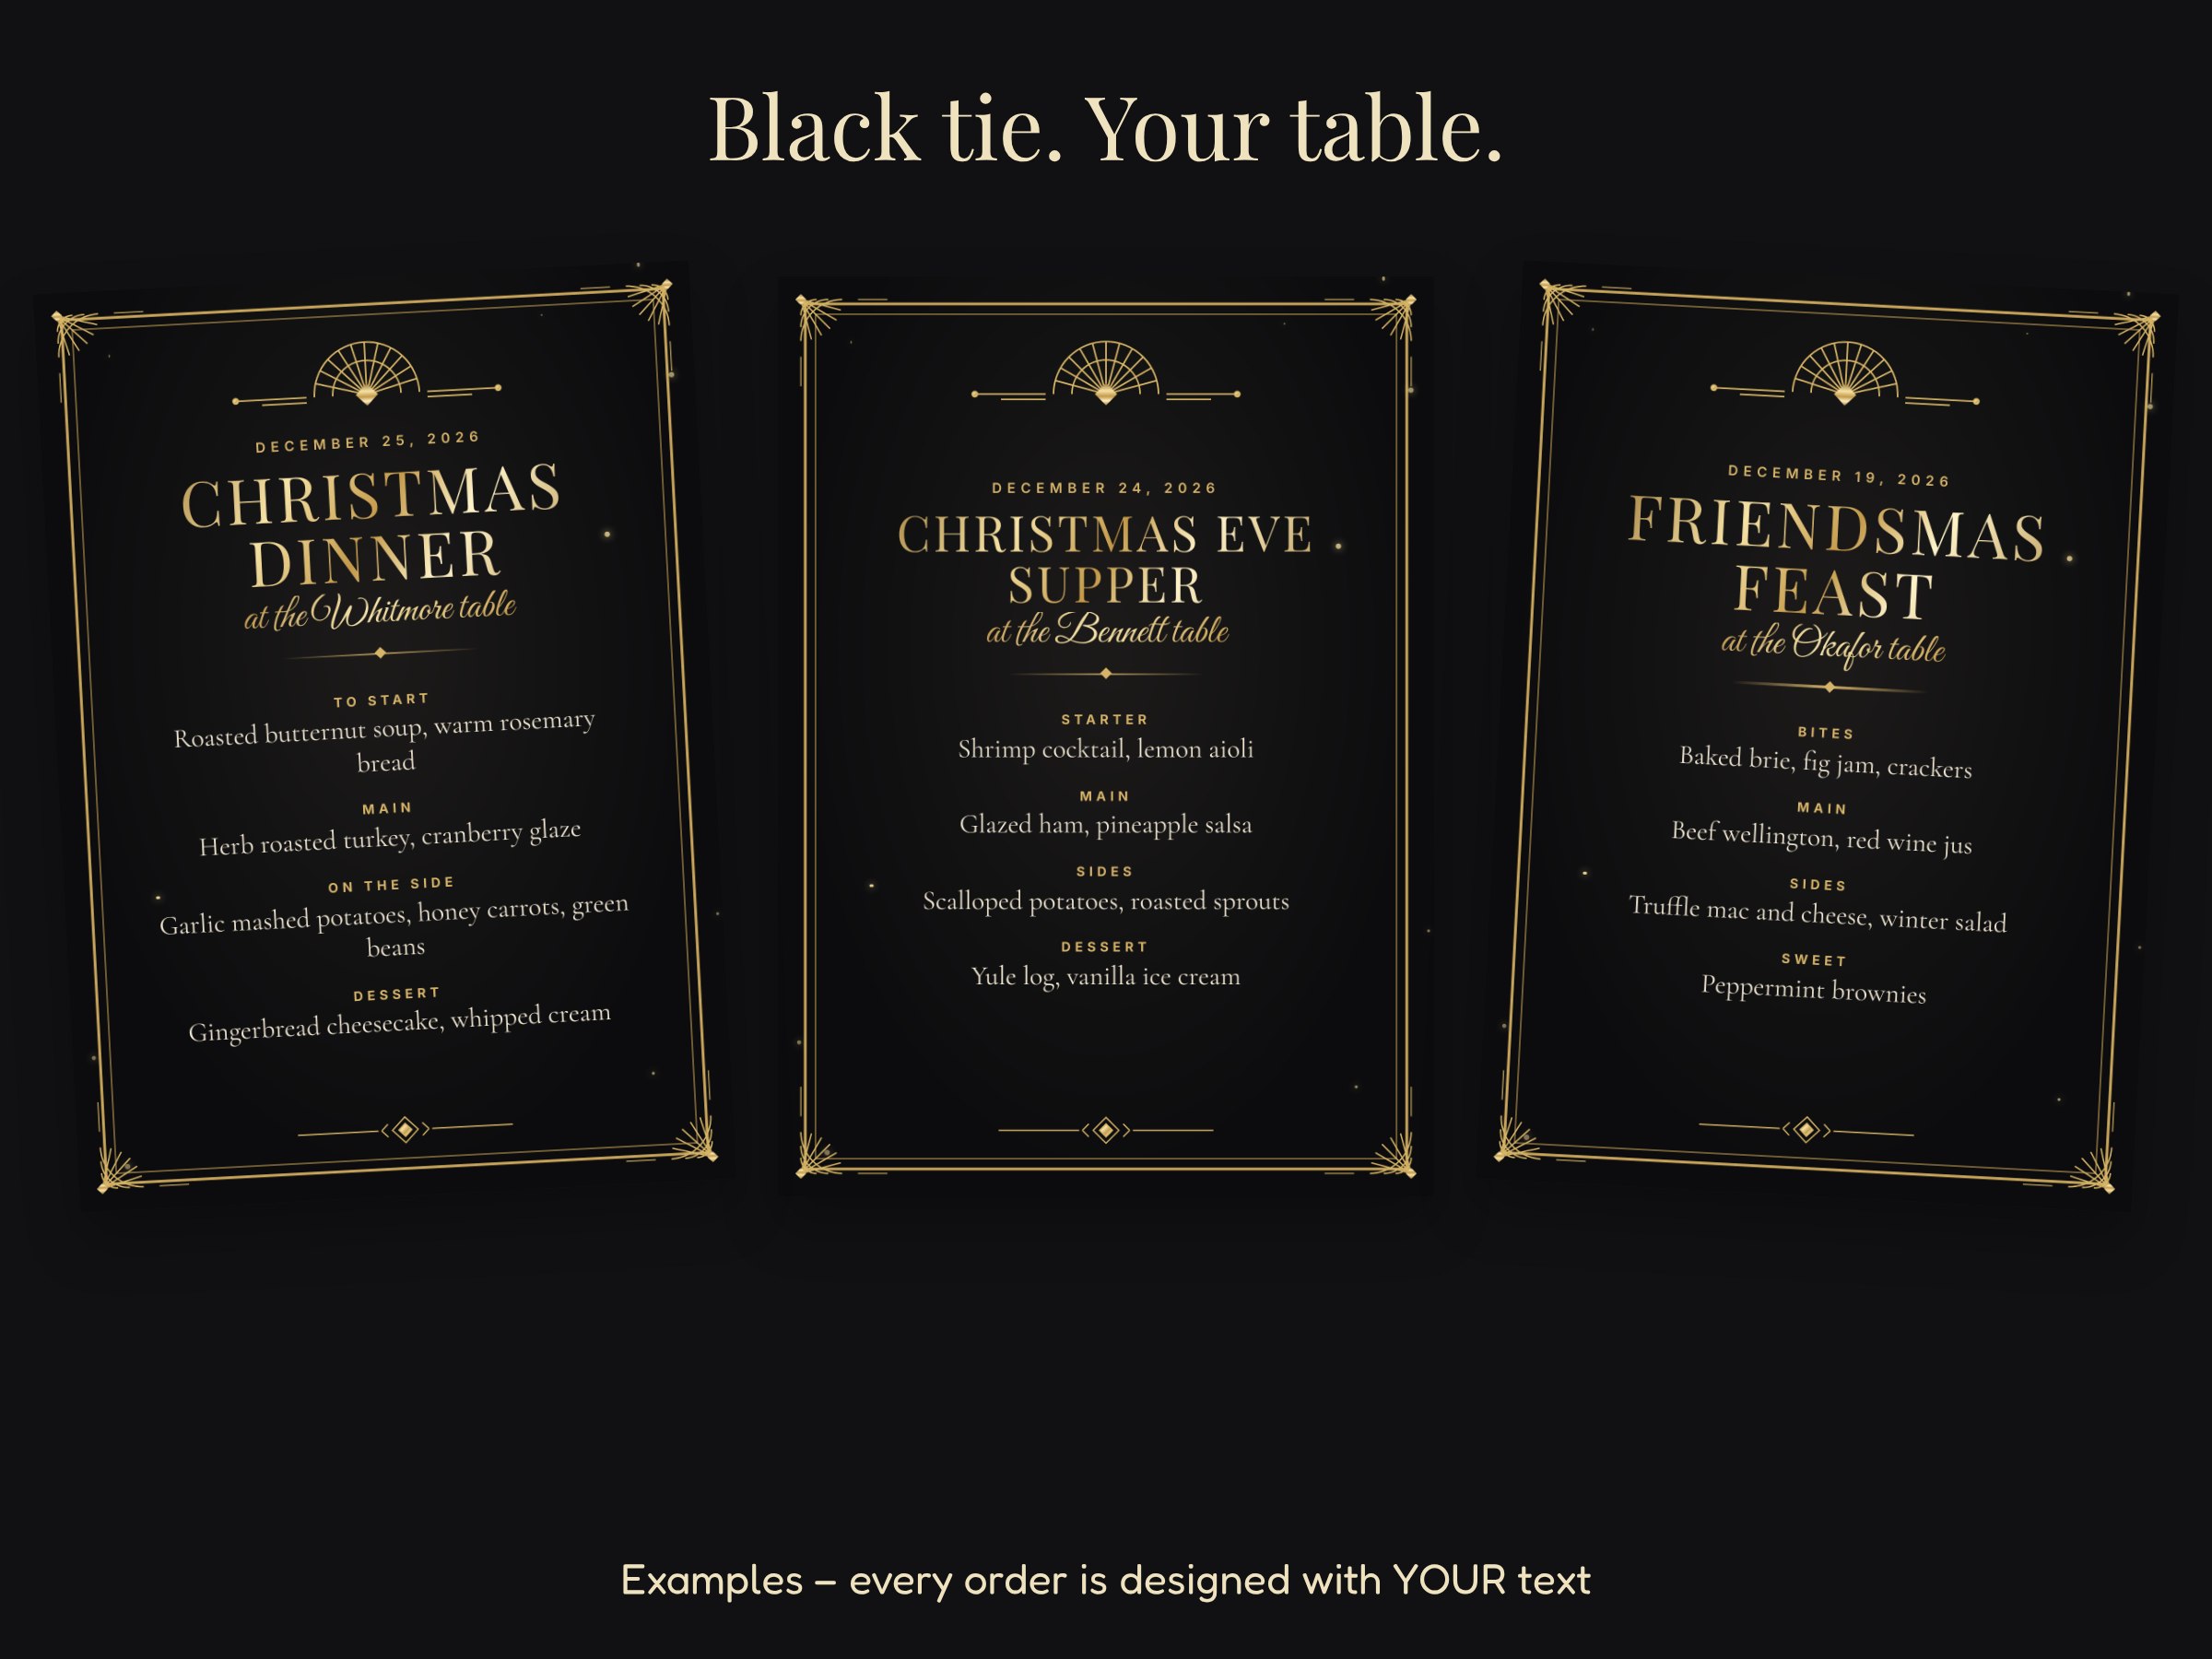 Black tie. Your table.
DECEMBER 25, 2026
CHRISTMAS
DINNER
at the Whitmore table
TO START
Roasted butternut soup, warm rosemary
bread
MAIN
Herb roasted turkey, cranberry glaze
ON THE SIDE
Garlic mashed potatoes, honey carrots, green
beans
DESSERT
Gingerbread cheesecake, whipped cream
DECEMBER 24, 2026
CHRISTMAS EVE
SUPPER
at the Bennett table
STARTER
Shrimp cocktail, lemon aioli
MAIN
Glazed ham, pineapple salsa
SIDES
Scalloped potatoes, roasted sprouts
DESSERT
Yule log, vanilla ice cream
DECEMBER 19, 2026
FRIENDSMAS
FEAST
at the Okafor table
BITES
Baked brie, fig jam, crackers
MAIN
Beef wellington, red wine jus
SIDES
Truffle mac and cheese, winter salad
SWEET
Peppermint brownies
Examples – every order is designed with YOUR text